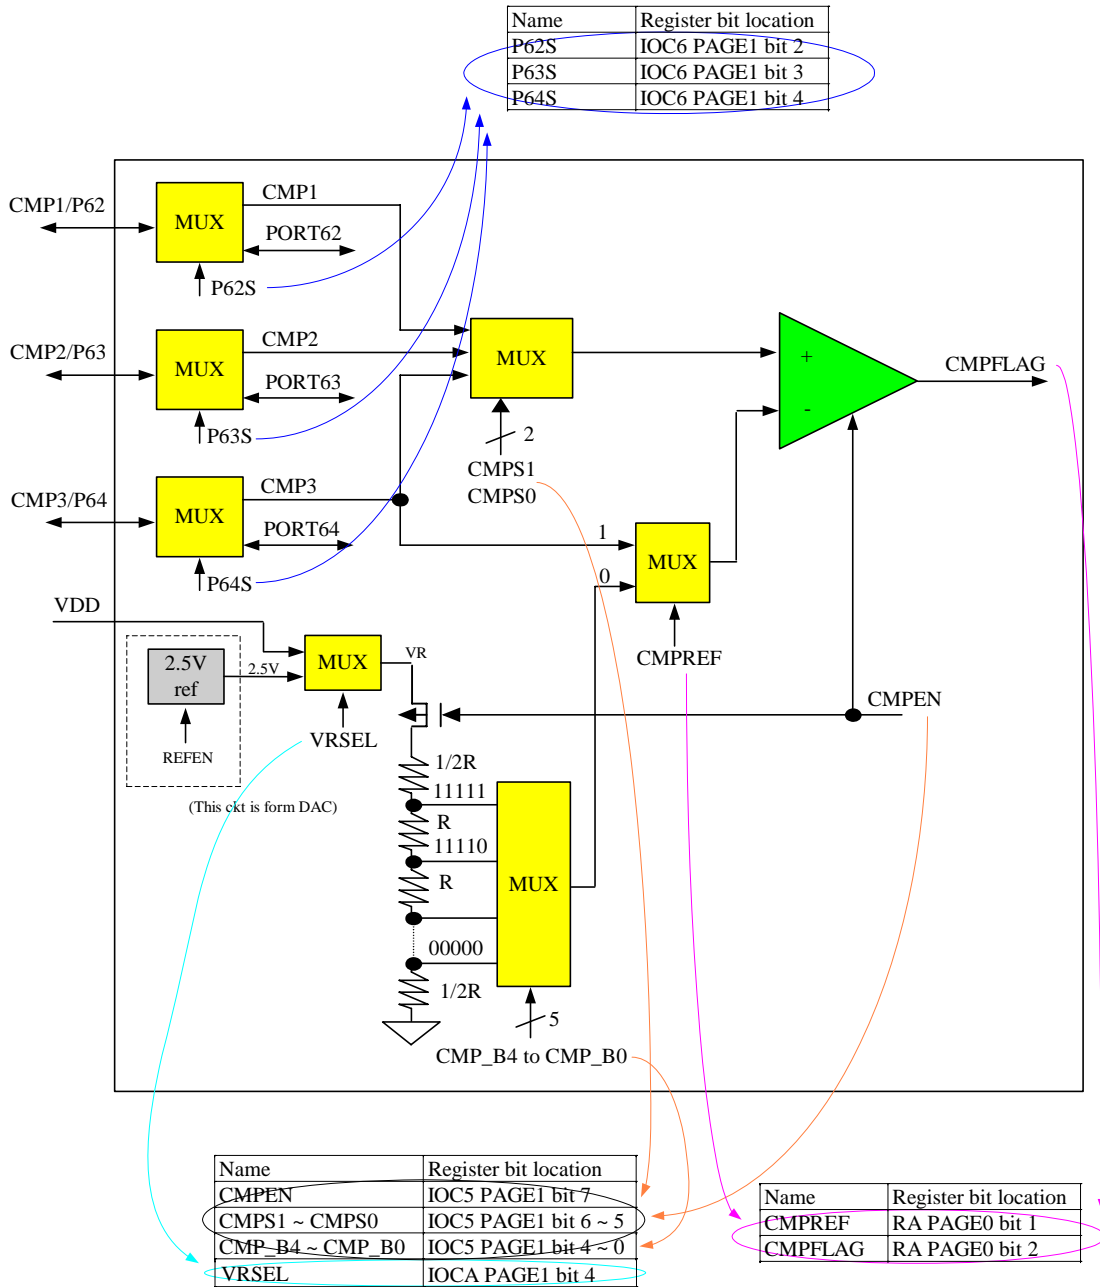 Name Register bit location
P62S IOC6 PAGE1 bit 2
P63S IOC6 PAGE1 bit 3
P64S IOC6 PAGE1 bit 4
CMP1/P62
MUX
CMP1
PORT62
P62S
CMP2/P63
MUX
CMP2
PORT63
P63S
CMP3/P64
MUX
CMP3
PORT64
P64S
MUX
2
CMPS1
CMPS0
+
-
CMPFLAG
1
0
MUX
CMPREF
VDD
2.5V
ref
2.5V
REFEN
MUX
VR
VRSEL
CMPEN
(This ckt is form DAC)
1/2R
11111
R
11110
R
00000
1/2R
MUX
5
CMP_B4 to CMP_B0
Name Register bit location
CMPEN IOC5 PAGE1 bit 7
CMPS1 ~ CMPS0 IOC5 PAGE1 bit 6 ~ 5
CMP_B4 ~ CMP_B0 IOC5 PAGE1 bit 4 ~ 0
VRSEL IOCA PAGE1 bit 4
Name Register bit location
CMPREF RA PAGE0 bit 1
CMPFLAG RA PAGE0 bit 2